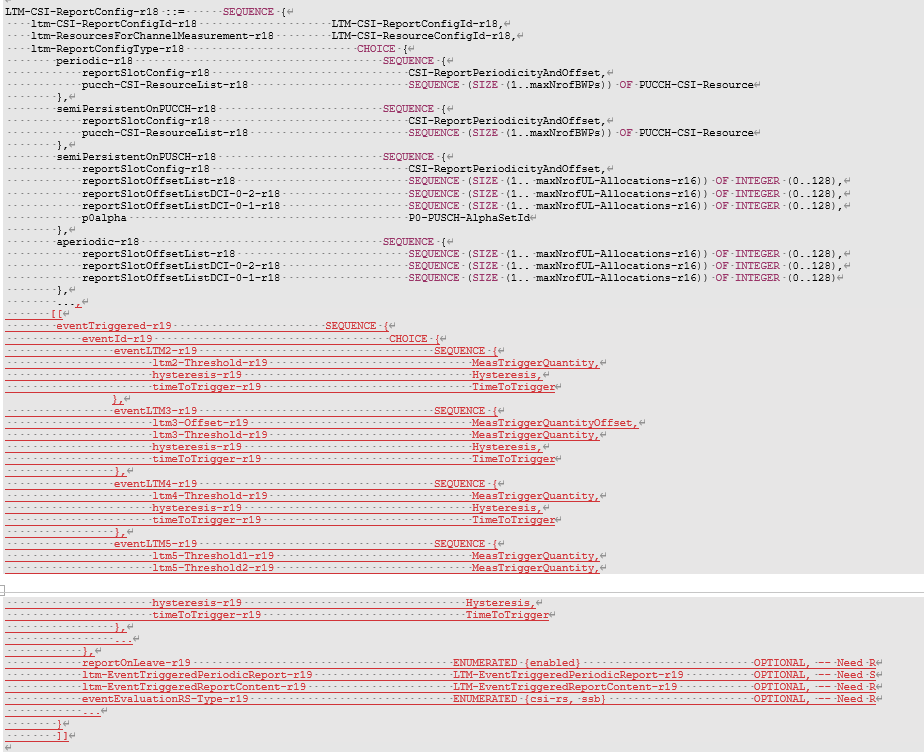 LTM-CSI-ReportConfig-r18 ::= SEQUENCE {
ltm-CSI-ReportConfigId-r18 LTM-CSI-ReportConfigId-r18,
ltm-ResourcesForChannelMeasurement-r18 LTM-CSI-ResourceConfigId-r18,
ltm-ReportConfigType-r18 CHOICE {
periodic-r18 SEQUENCE {
reportSlotConfig-r18 CSI-ReportPeriodicityAndOffset,
pucch-CSI-ResourceList-r18 SEQUENCE (SIZE (1..maxNrofBWPs)) OF PUCCH-CSI-Resource
},
semiPersistentOnPUCCH-r18 SEQUENCE {
reportSlotConfig-r18 CSI-ReportPeriodicityAndOffset,
pucch-CSI-ResourceList-r18 SEQUENCE (SIZE (1..maxNrofBWPs)) OF PUCCH-CSI-Resource
},
semiPersistentOnPUSCH-r18 SEQUENCE {
reportSlotConfig-r18 CSI-ReportPeriodicityAndOffset,
reportSlotOffsetList-r18 SEQUENCE (SIZE (1.. maxNrofUL-Allocations-r16)) OF INTEGER (0..128),
reportSlotOffsetListDCI-0-2-r18 SEQUENCE (SIZE (1.. maxNrofUL-Allocations-r16)) OF INTEGER (0..128),
reportSlotOffsetListDCI-0-1-r18 SEQUENCE (SIZE (1.. maxNrofUL-Allocations-r16)) OF INTEGER (0..128),
p0alpha P0-PUSCH-AlphaSetId
},
aperiodic-r18 SEQUENCE {
reportSlotOffsetList-r18 SEQUENCE (SIZE (1.. maxNrofUL-Allocations-r16)) OF INTEGER (0..128),
reportSlotOffsetListDCI-0-2-r18 SEQUENCE (SIZE (1.. maxNrofUL-Allocations-r16)) OF INTEGER (0..128),
reportSlotOffsetListDCI-0-1-r18 SEQUENCE (SIZE (1.. maxNrofUL-Allocations-r16)) OF INTEGER (0..128)
},
...,
[[
eventTriggered-r19 SEQUENCE {
eventId-r19 CHOICE {
eventLTM2-r19 SEQUENCE {
ltm2-Threshold-r19 MeasTriggerQuantity,
hysteresis-r19 Hysteresis,
timeToTrigger-r19 TimeToTrigger
},
eventLTM3-r19 SEQUENCE {
ltm3-Offset-r19 MeasTriggerQuantityOffset,
ltm3-Threshold-r19 MeasTriggerQuantity,
hysteresis-r19 Hysteresis,
timeToTrigger-r19 TimeToTrigger
},
eventLTM4-r19 SEQUENCE {
ltm4-Threshold-r19 MeasTriggerQuantity,
hysteresis-r19 Hysteresis,
timeToTrigger-r19 TimeToTrigger
},
eventLTM5-r19 SEQUENCE {
ltm5-Threshold1-r19 MeasTriggerQuantity,
ltm5-Threshold2-r19 MeasTriggerQuantity,
hysteresis-r19 Hysteresis,
timeToTrigger-r19 TimeToTrigger
},
...
},
reportOnLeave-r19 ENUMERATED {enabled} OPTIONAL, -- Need R
ltm-EventTriggeredPeriodicReport-r19 LTM-EventTriggeredPeriodicReport-r19 OPTIONAL, -- Need S
ltm-EventTriggeredReportContent-r19 LTM-EventTriggeredReportContent-r19 OPTIONAL, -- Need R
eventEvaluationRS-Type-r19 ENUMERATED {csi-rs, ssb} OPTIONAL, -- Need R
...
}
]]